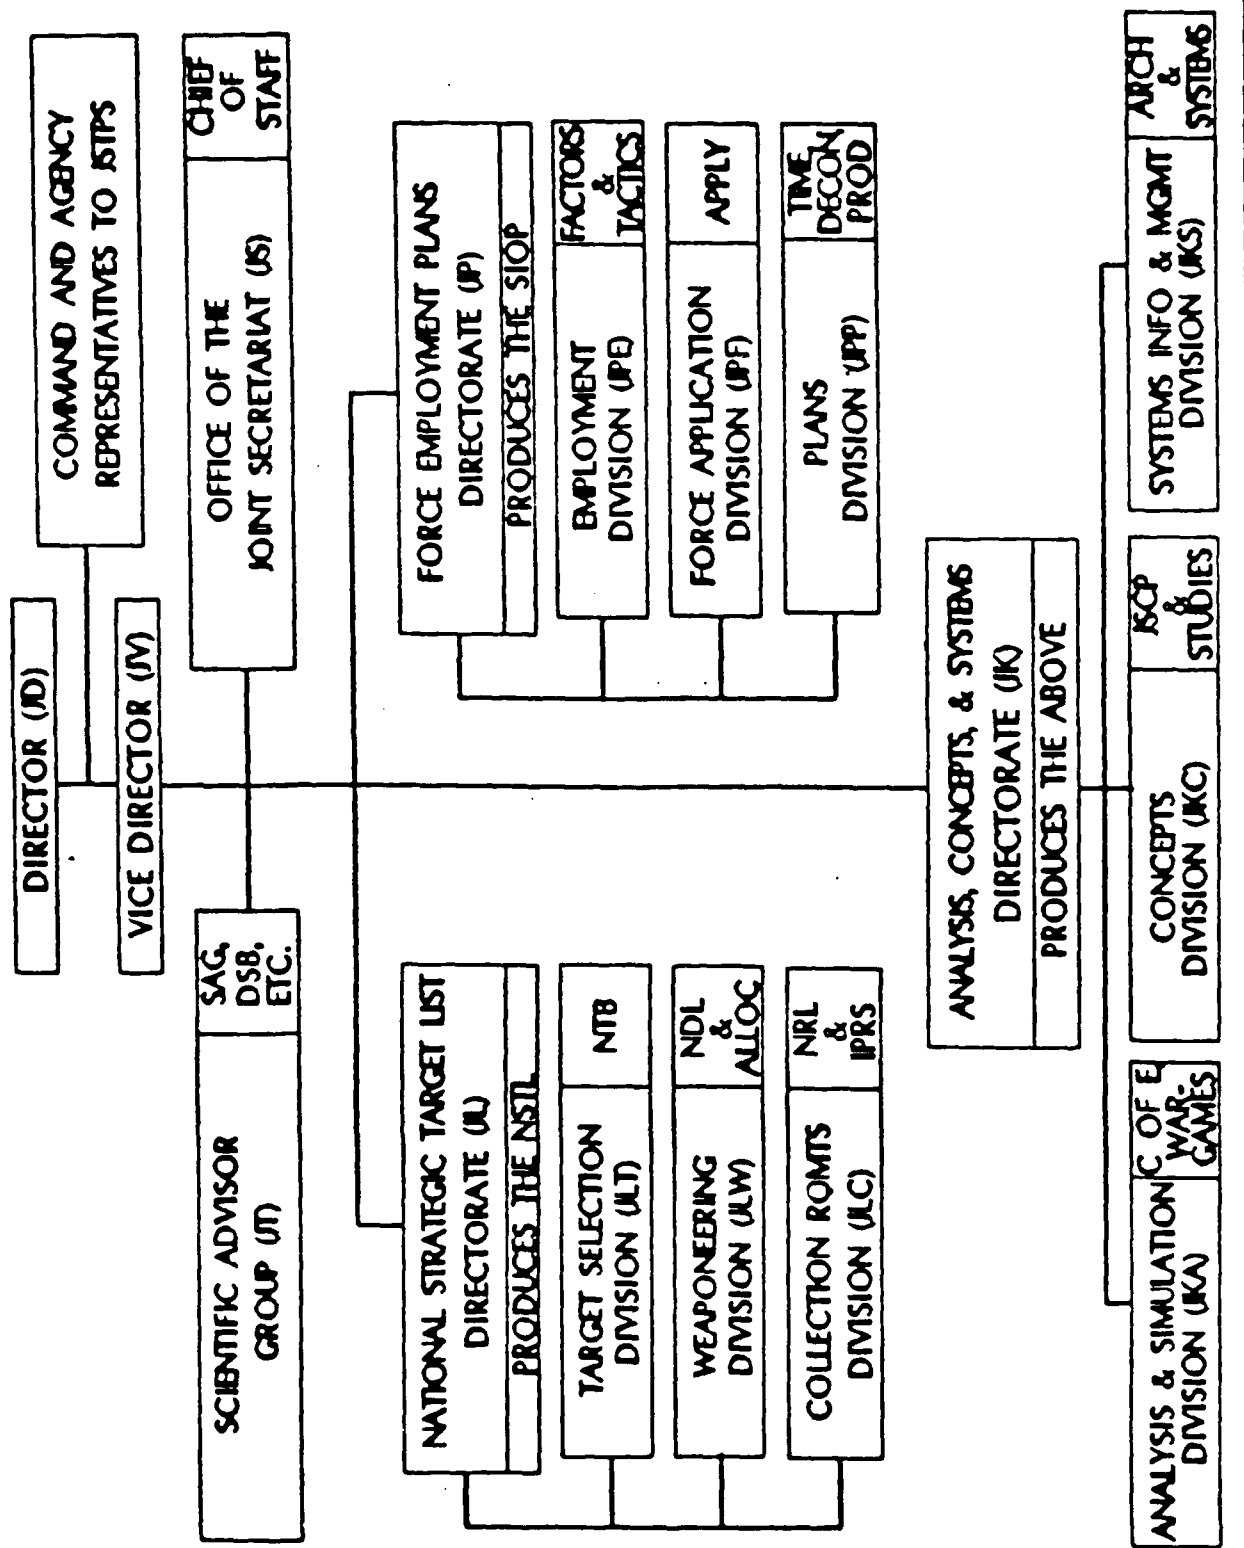 DIRECTOR (JD)
COMMAND AND AGENCY
REPRESENTATIVES TO JSTPS
VICE DIRECTOR (JV)
SCIENTIFIC ADVISOR
GROUP (JT)
SAG,
DSB,
ETC.
OFFICE OF THE
JOINT SECRETARIAT (JS)
CHIEF
OF
STAFF
NATIONAL STRATEGIC TARGET LIST
DIRECTORATE (JL)
PRODUCES THE NSTL
TARGET SELECTION
DIVISION (JLT)
NTB
WEAPONEERING
DIVISION (JLW)
NDL
&
ALLOC
COLLECTION RQMTS
DIVISION (JLC)
NRL
&
IPRS
FORCE EMPLOYMENT PLANS
DIRECTORATE (JP)
PRODUCES THE SIOP
EMPLOYMENT
DIVISION (JPE)
FACTORS
&
TACTICS
FORCE APPLICATION
DIVISION (JPF)
APPLY
PLANS
DIVISION (JPP)
TIME
DECON,
PROD
ANALYSIS, CONCEPTS, & SYSTEMS
DIRECTORATE (JK)
PRODUCES THE ABOVE
ANALYSIS & SIMULATION
DIVISION (JKA)
C OF E
WAR-
GAMES
CONCEPTS
DIVISION (JKC)
JSCP
&
STUDIES
SYSTEMS INFO & MGMT
DIVISION (JKS)
ARCH
&
SYSTEMS